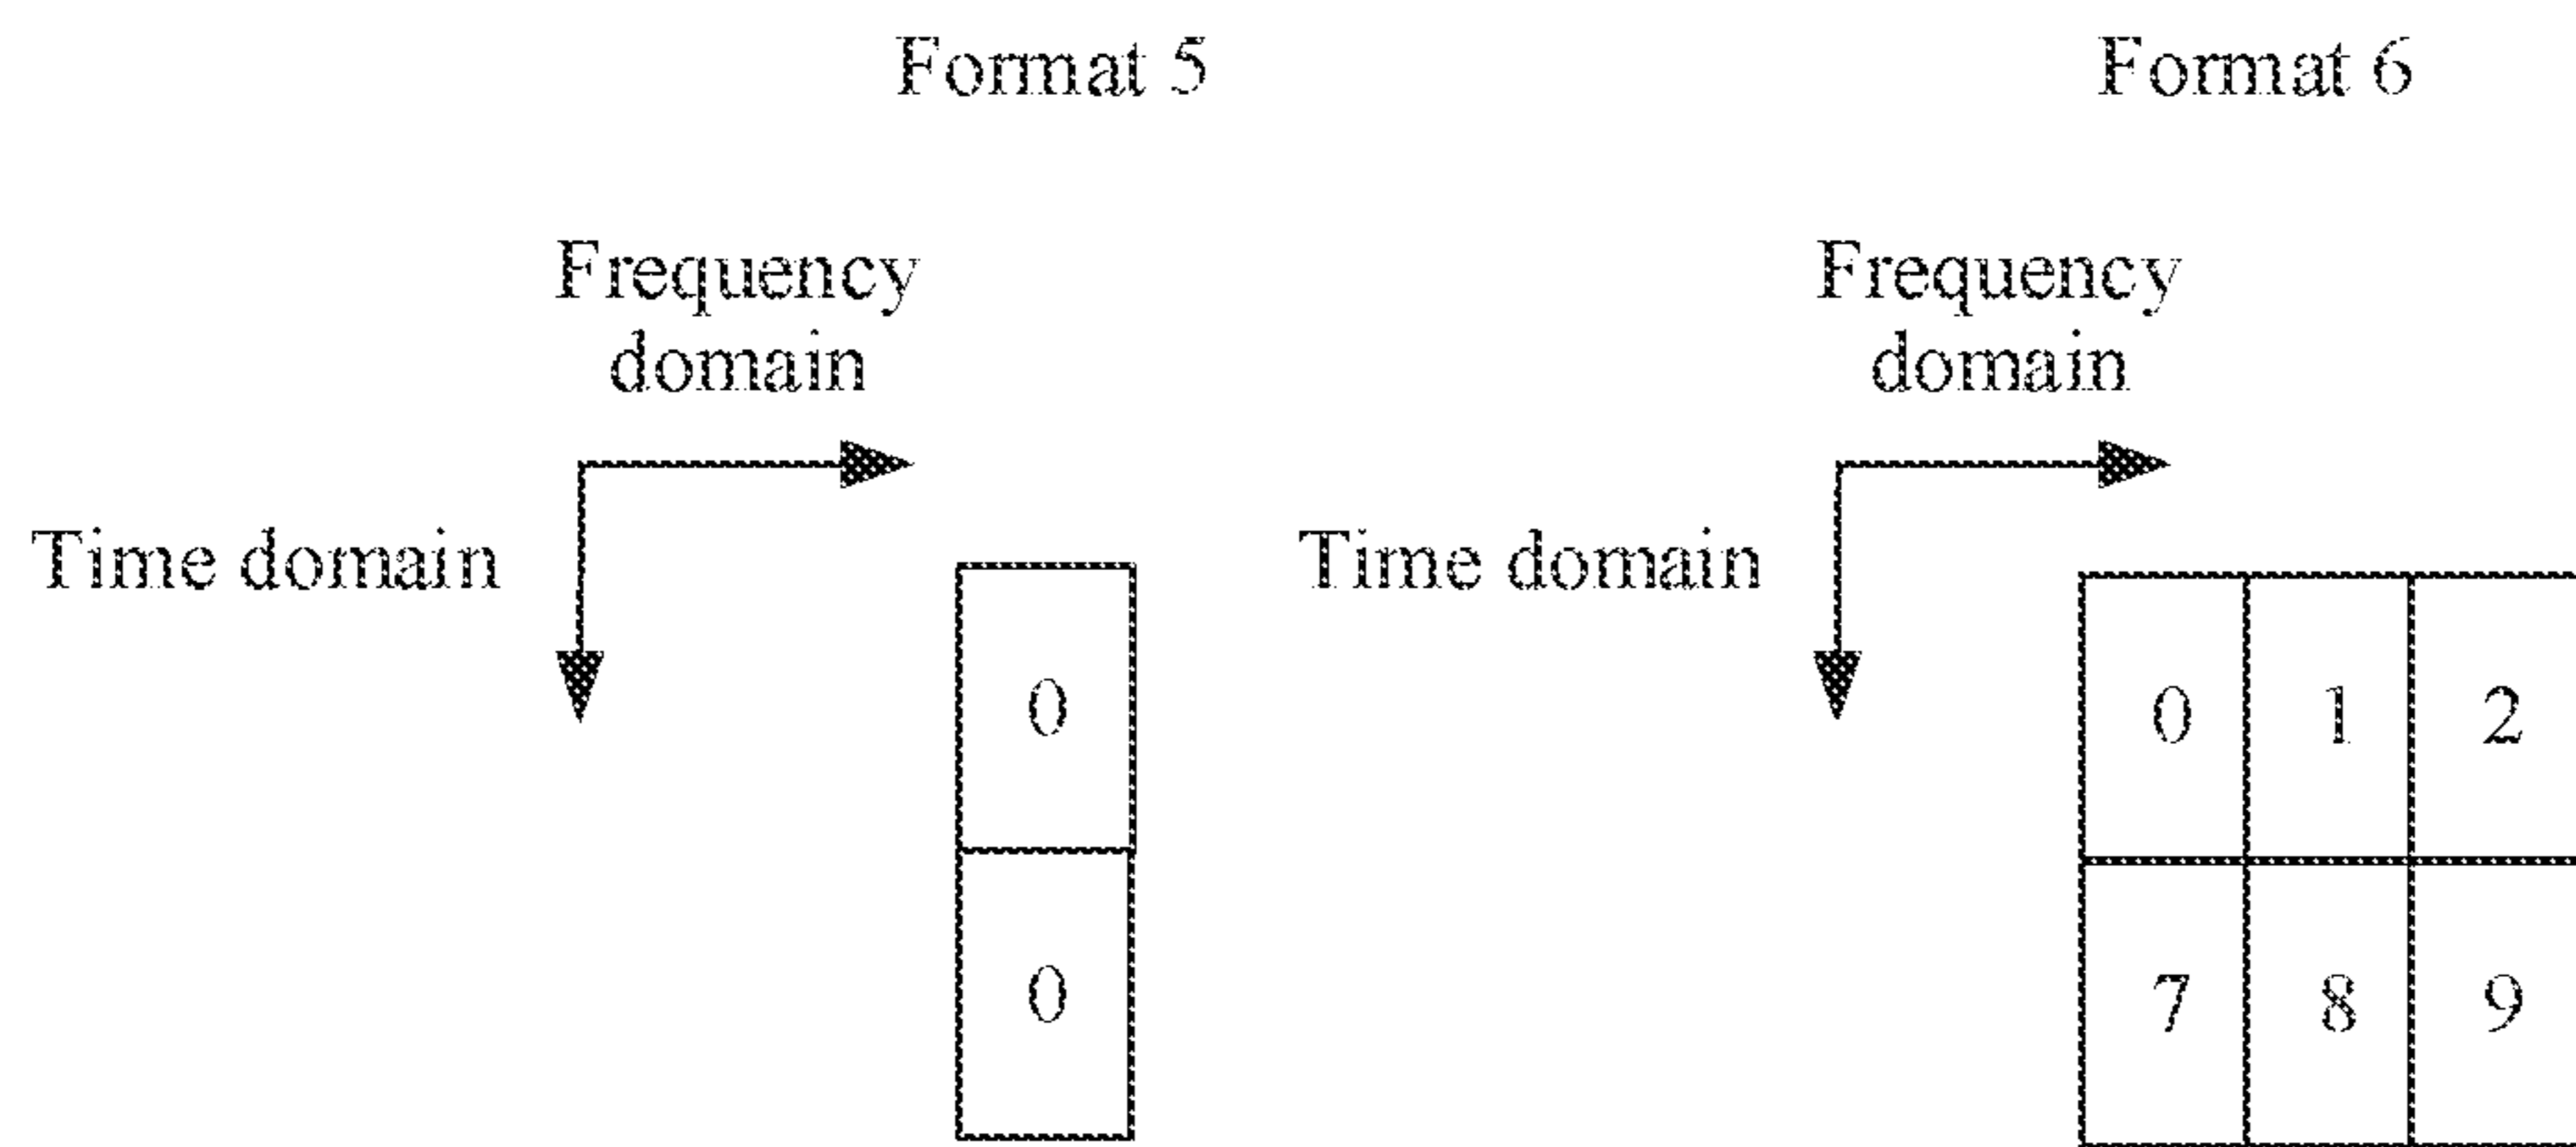 Format 5
Format 6
Frequency
domain
Frequency
domain
Time domain
Time domain
0
0
0 1 2
7 8 9